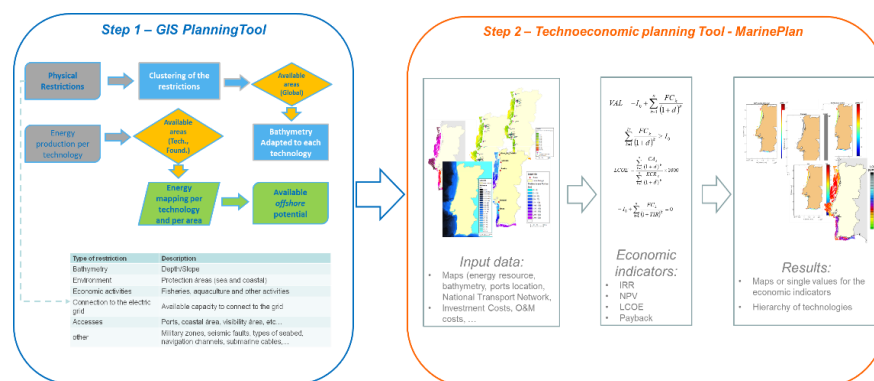 Step 1 – GIS PlanningTool
Physical
Restrictions
Clustering of the
restrictions
Available
areas
(Global)
Energy
production per
technology
Available
areas
(Tech.,
Found.)
Bathymetry
Adapted to each
technology
Energy
mapping per
technology
and per area
Available
offshore
potential
Type of restriction Description
Bathymetry Depth/Slope
Environment Protection areas (sea and coastal)
Economic activities Fisheries, aquaculture and other activities
Connection to the electric
grid Available capacity to connect to the grid
Accesses Ports, coastal área, visibility área, etc...
other Military zones, seismic faults, types of seabed,
navigation channels, submarine cables,...
Step 2 – Technoeconomic planning Tool - MarinePlan
Input data:
• Maps (energy resource,
bathymetry, ports location,
National Transport Network,
• Investment Costs, O&M
costs, …
VAL
LCOE
Economic
indicators:
• IRR
• NPV
• LCOE
• Payback
Results:
• Maps or single values for the
economic indicators
• Hierarchy of technologies